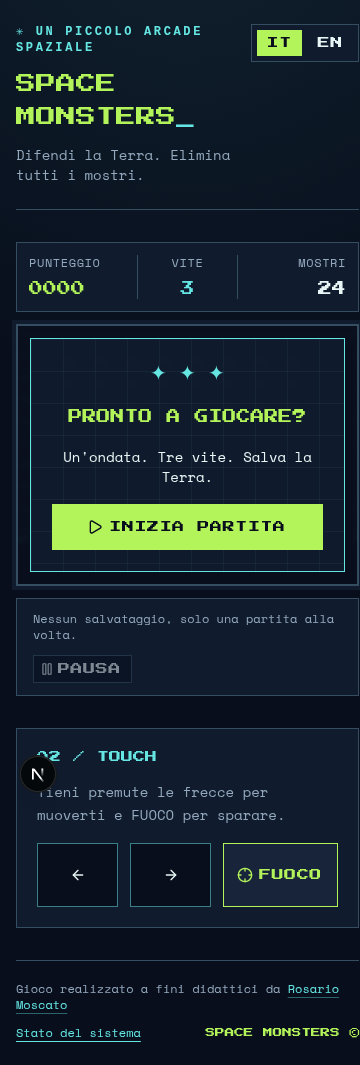 ✳ UN PICCOLO ARCADE
SPAZIALE
IT EN
SPACE
MONSTERS_
Difendi la Terra. Elimina
tutti i mostri.
PUNTEGGIO VITE MOSTRI
0000 3 24
PRONTO A GIOCARE?
Un'ondata. Tre vite. Salva la
Terra.
INIZIA PARTITA
Nessun salvataggio, solo una partita alla
volta.
PAUSA
02 / TOUCH
Tieni premute le frecce per
muoverti e FUOCO per sparare.
FUOCO
Gioco realizzato a fini didattici da Rosario
Moscato
Stato del sistema SPACE MONSTERS ©